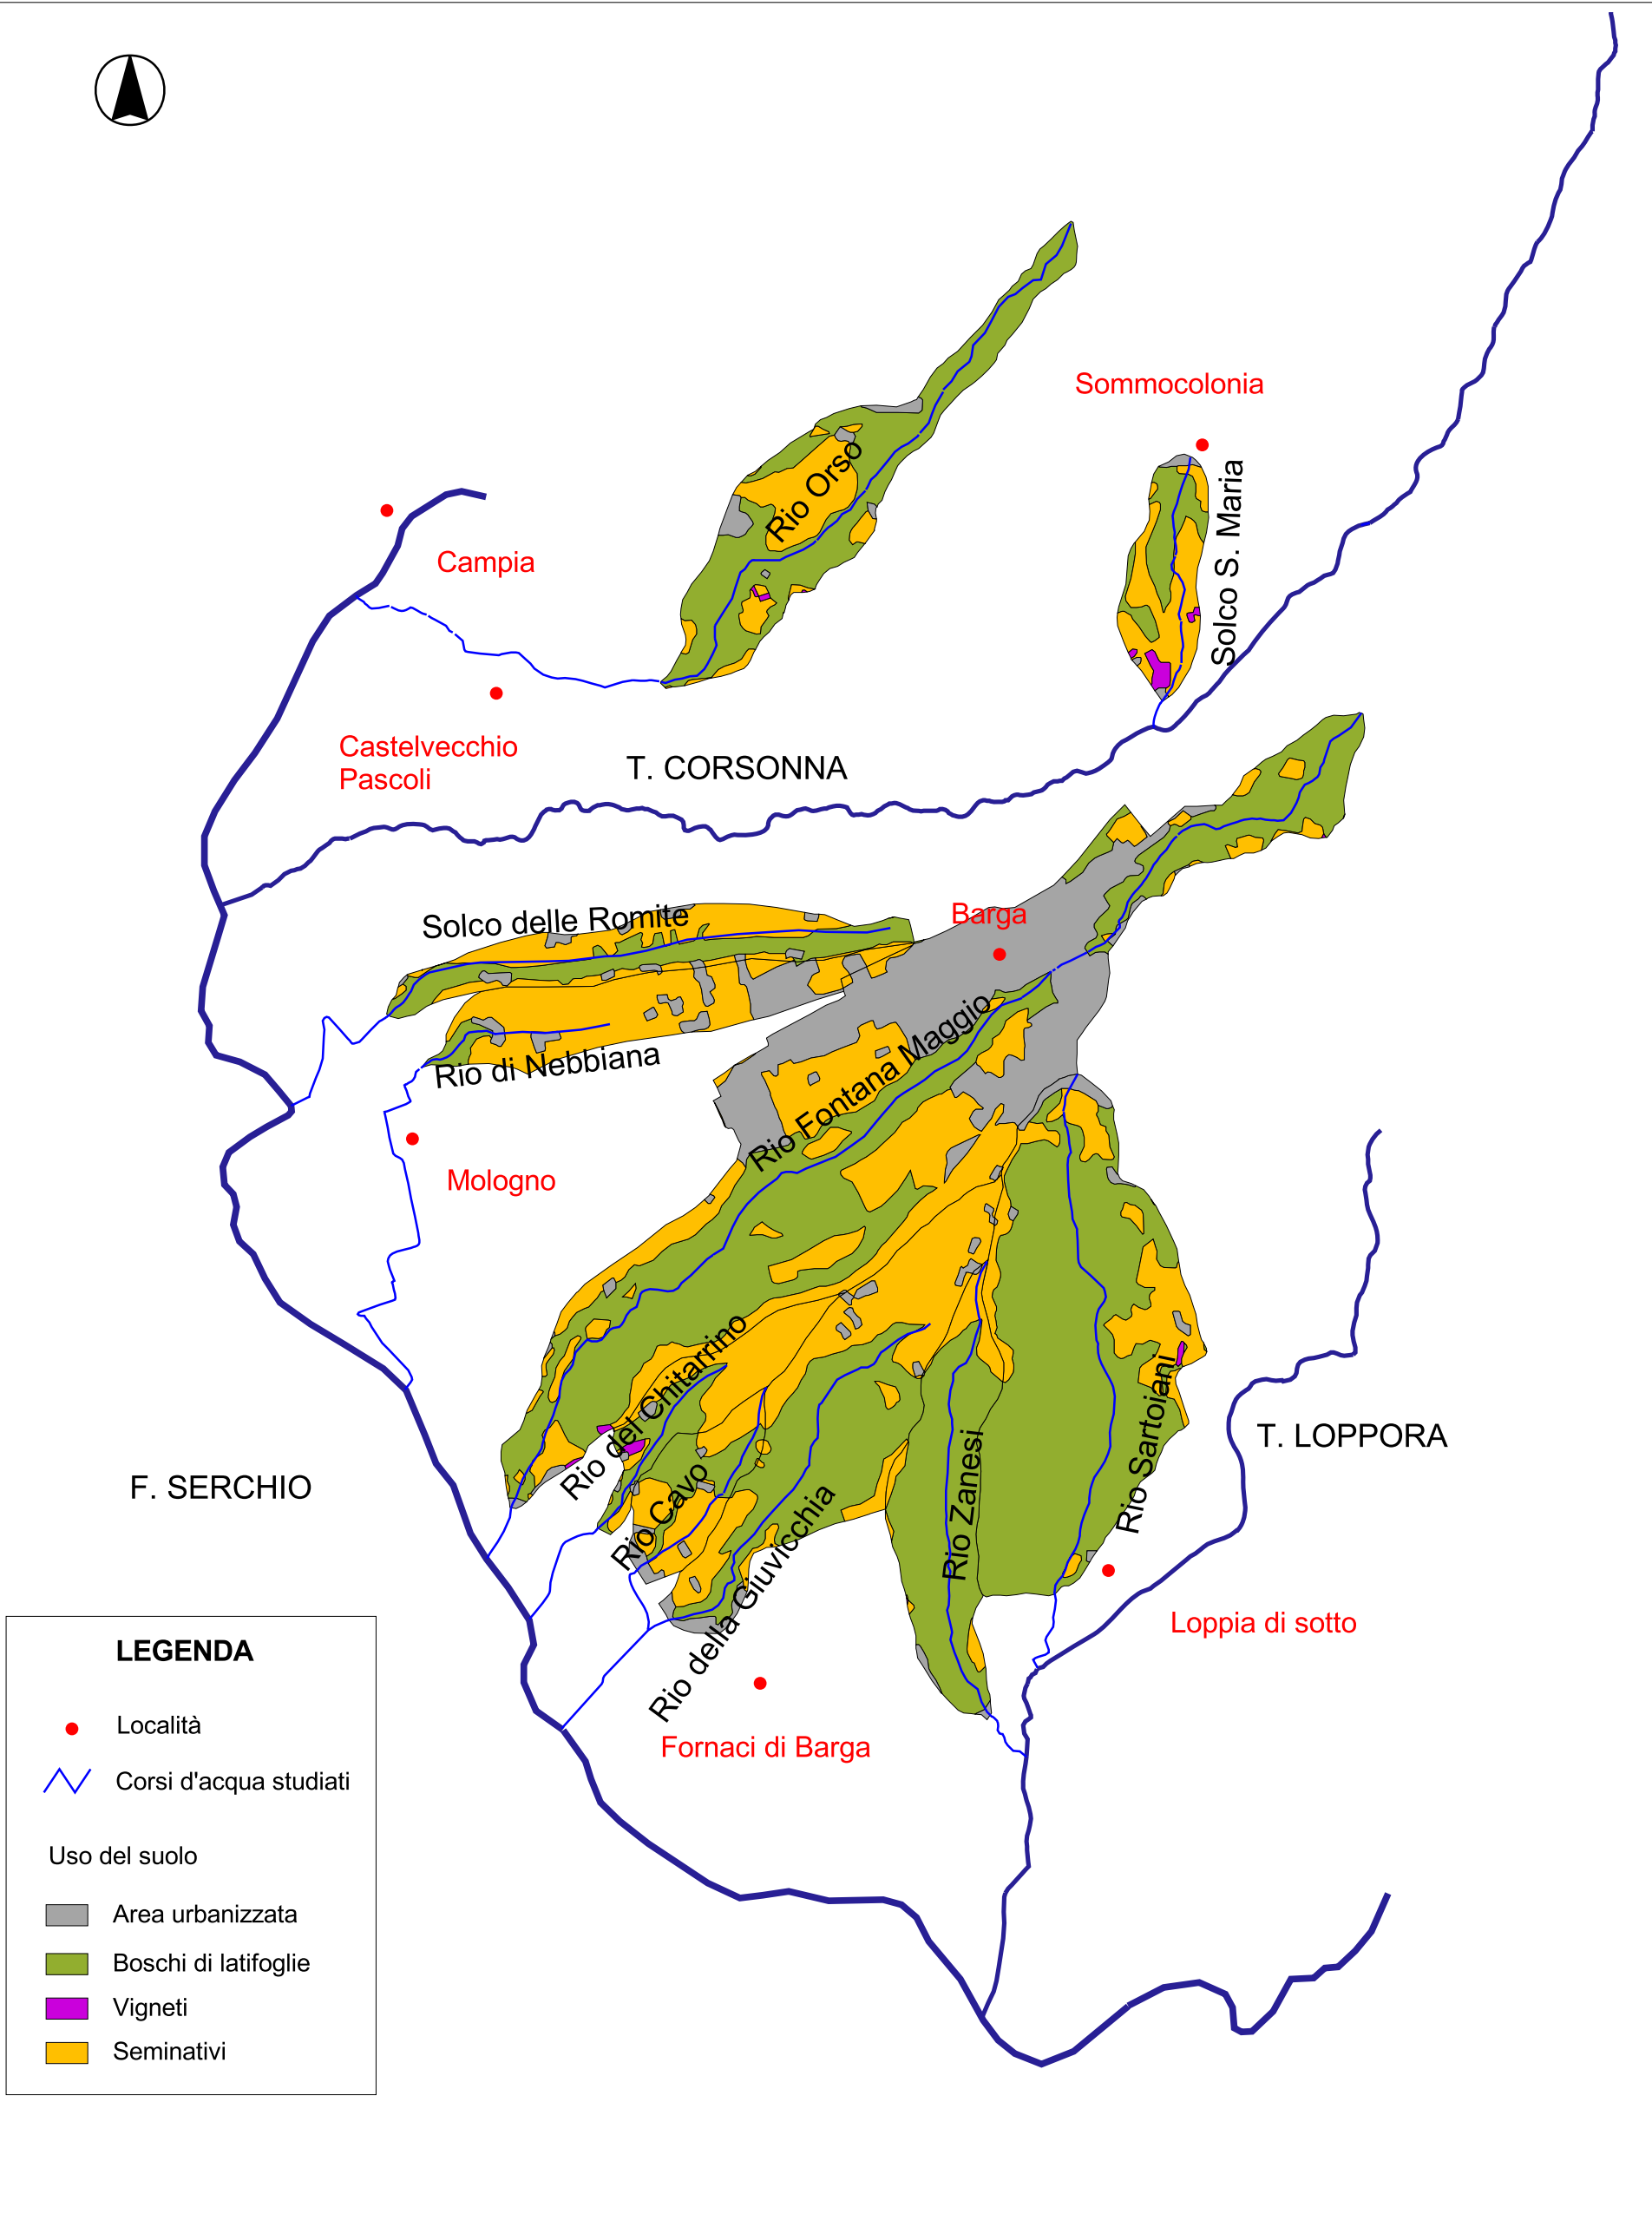 Sommocolonia
Rio Orso
Solco S. Maria
Campia
Castelvecchio
Pascoli
T. CORSONNA
Solco delle Romite
Barga
Rio di Nebbiana
Rio Fontana Maggio
Mologno
Rio del Chitarrino
Rio Sartoiani
T. LOPPORA
F. SERCHIO
Rio Cavo
Rio Zanesi
Rio della Giuvicchia
Loppia di sotto
Fornaci di Barga
LEGENDA
Località
Corsi d'acqua studiati
Uso del suolo
Area urbanizzata
Boschi di latifoglie
Vigneti
Seminativi